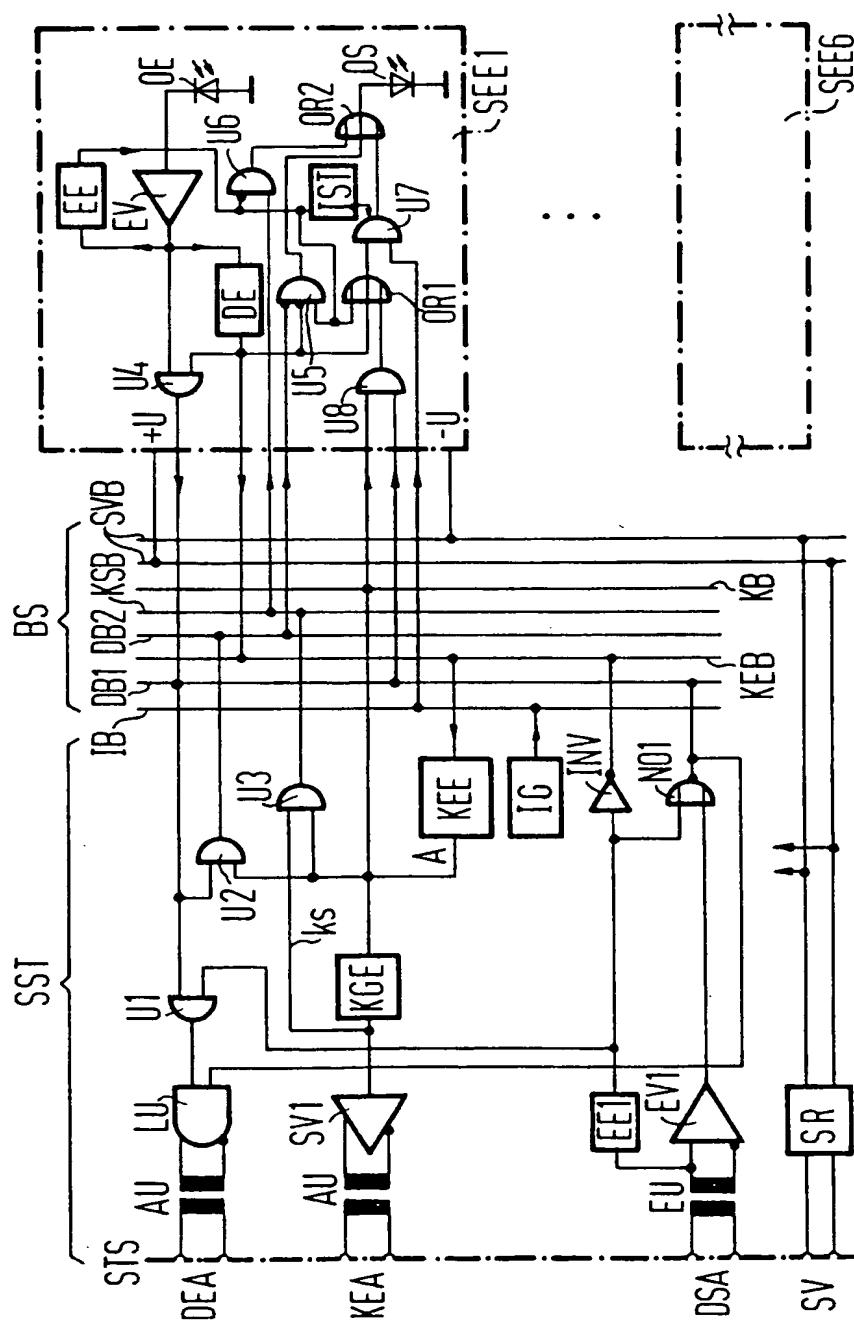 SST
BS
STS
DEA
AU
LU
U1
U2
IB
DB1
DB2
KSB
SVB
+U
U4
DE
EV
EE
OE
U6
OR2
OS
SEE1
KEA
AU
SV1
KGE
ks
U3
A
KEE
IG
INV
NO1
KEB
KB
U8
U5
IST
U7
OR1
-U
DSA
EU
EE1
EV1
SV
SR
...
SEE6